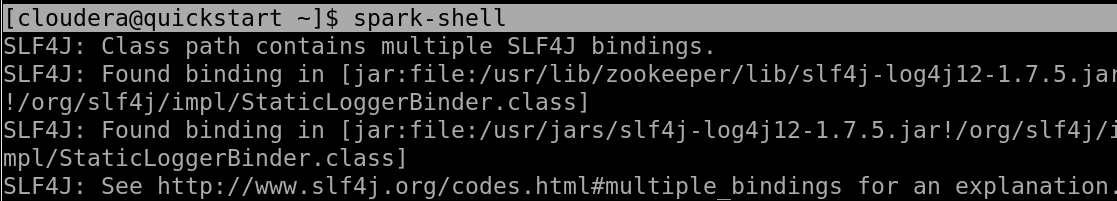 [cloudera@quickstart ~]$ spark-shell
SLF4J: Class path contains multiple SLF4J bindings.
SLF4J: Found binding in [jar:file:/usr/lib/zookeeper/lib/slf4j-log4j12-1.7.5.jar
!/org/slf4j/impl/StaticLoggerBinder.class]
SLF4J: Found binding in [jar:file:/usr/jars/slf4j-log4j12-1.7.5.jar!/org/slf4j/i
mpl/StaticLoggerBinder.class]
SLF4J: See http://www.slf4j.org/codes.html#multiple_bindings for an explanation.